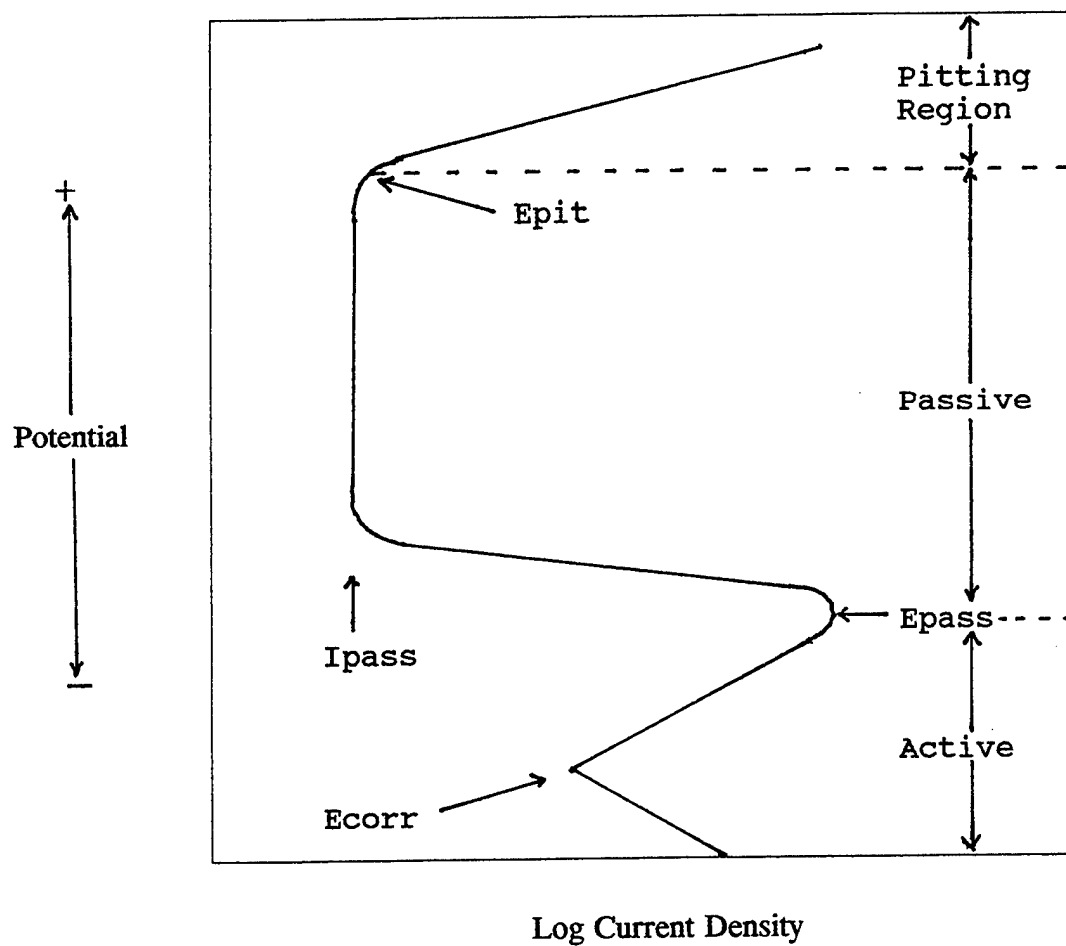 Pitting
Region
+
Epit
Passive
Potential
Epass
Ipass
−
Active
Ecorr
Log Current Density